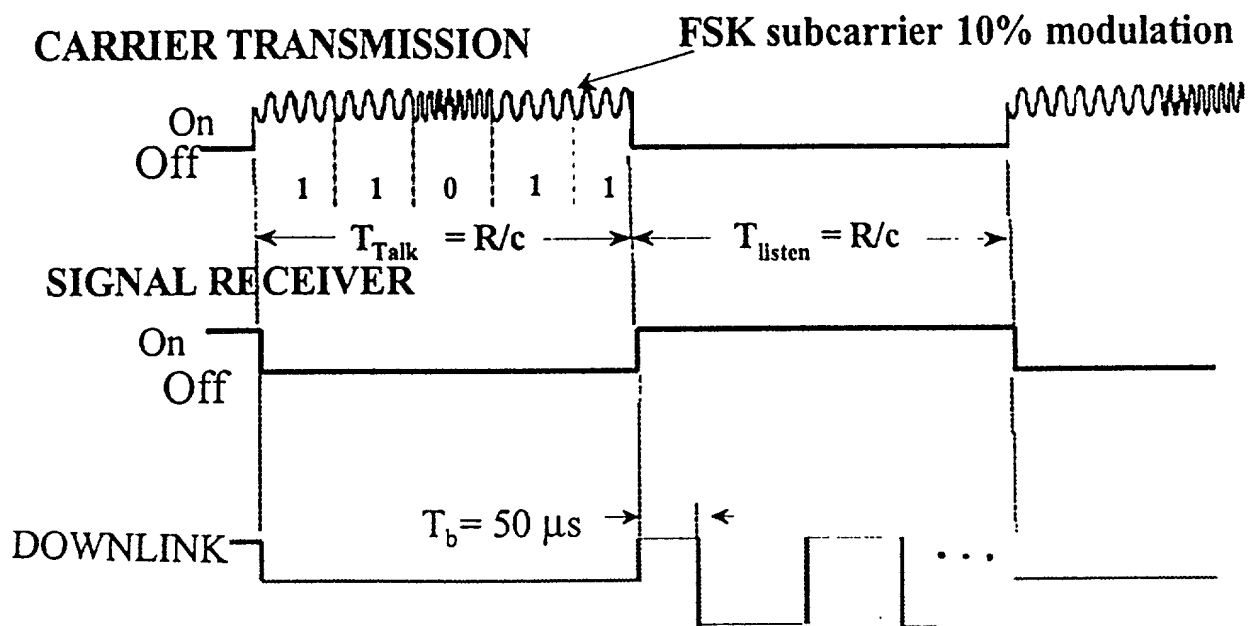 FSK subcarrier 10% modulation
CARRIER TRANSMISSION
On
Off
1 1 0 1 1
T_Talk = R/c
T_listen = R/c
SIGNAL RECEIVER
On
Off
T_b = 50 μs
DOWNLINK
. . .